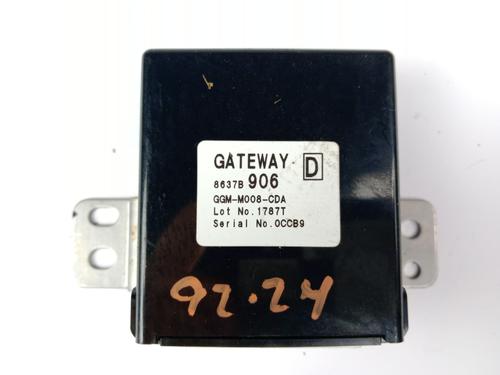 GATEWAY D
8637B 906
GGM-M008-CDA
Lot No.1787T
Serial No.0CCB9
92.24